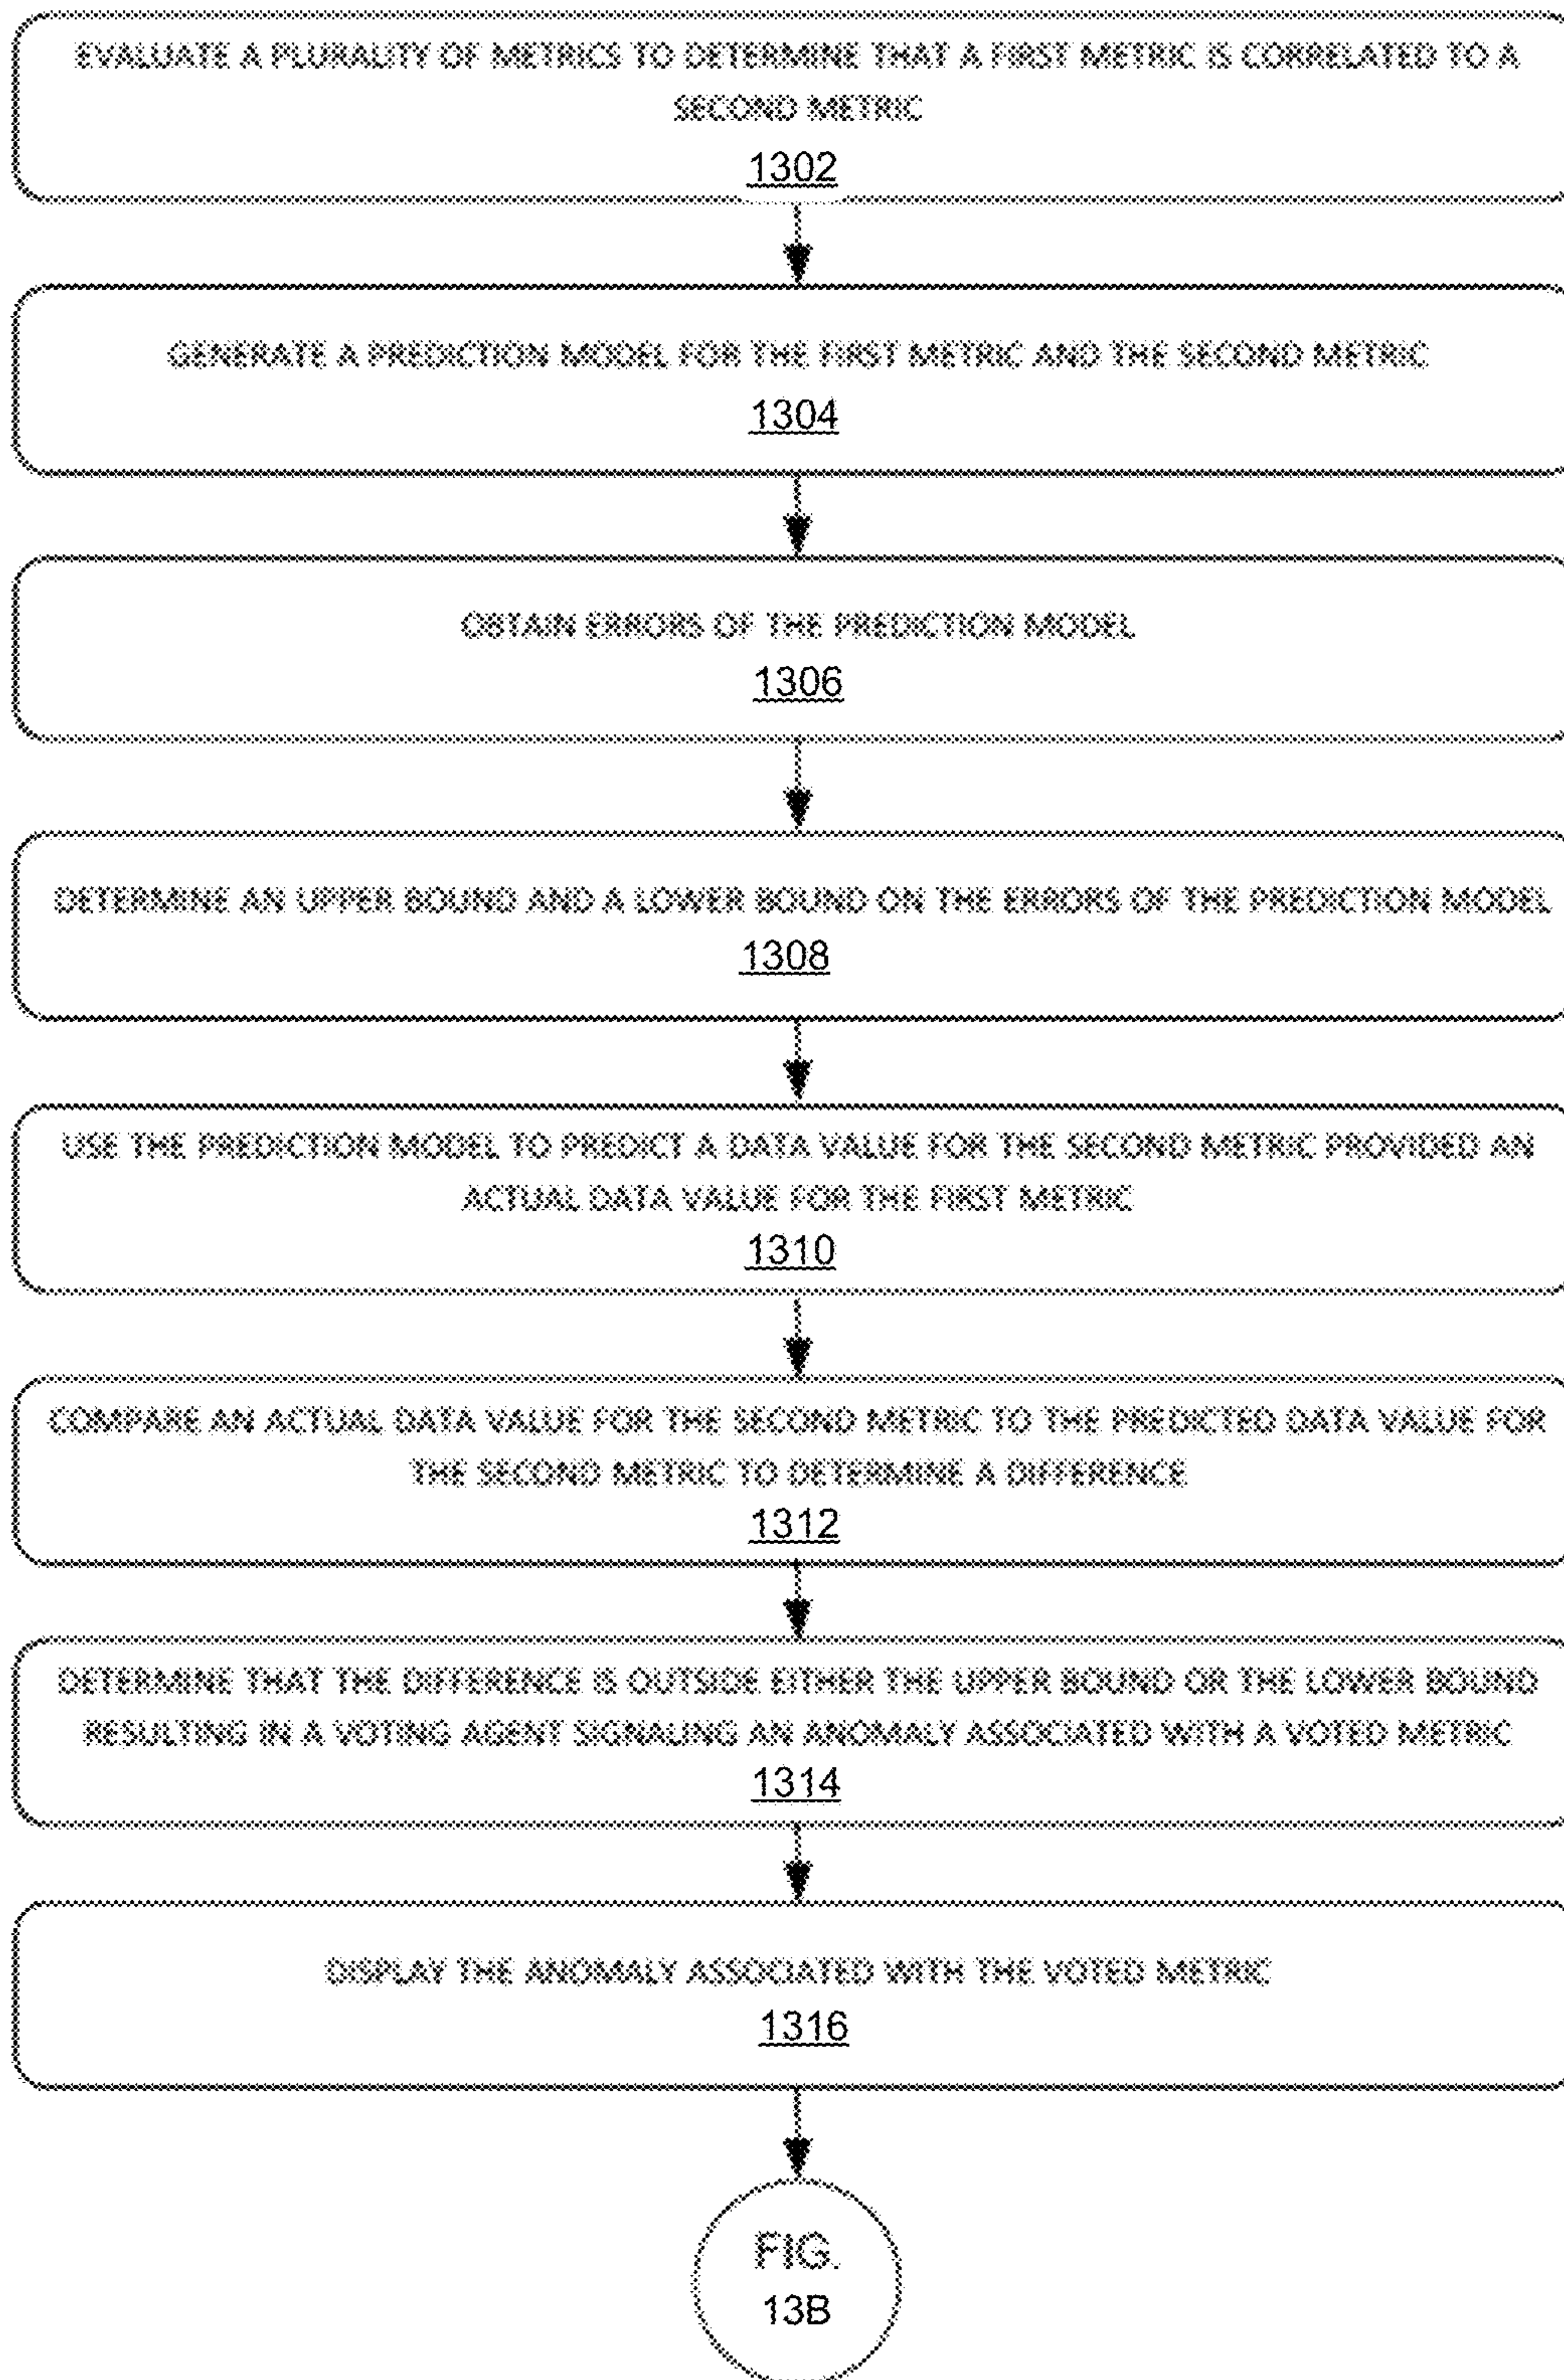 EVALUATE A PLURALITY OF METRICS TO DETERMINE THAT A FIRST METRIC IS CORRELATED TO A
SECOND METRIC
1302
GENERATE A PREDICTION MODEL FOR THE FIRST METRIC AND THE SECOND METRIC
1304
OBTAIN ERRORS OF THE PREDICTION MODEL
1306
DETERMINE AN UPPER BOUND AND A LOWER BOUND ON THE ERRORS OF THE PREDICTION MODEL
1308
USE THE PREDICTION MODEL TO PREDICT A DATA VALUE FOR THE SECOND METRIC PROVIDED AN
ACTUAL DATA VALUE FOR THE FIRST METRIC
1310
COMPARE AN ACTUAL DATA VALUE FOR THE SECOND METRIC TO THE PREDICTED DATA VALUE FOR
THE SECOND METRIC TO DETERMINE A DIFFERENCE
1312
DETERMINE THAT THE DIFFERENCE IS OUTSIDE EITHER THE UPPER BOUND OR THE LOWER BOUND
RESULTING IN A VOTING AGENT SIGNALING AN ANOMALY ASSOCIATED WITH A VOTED METRIC
1314
DISPLAY THE ANOMALY ASSOCIATED WITH THE VOTED METRIC
1316
FIG.
13B